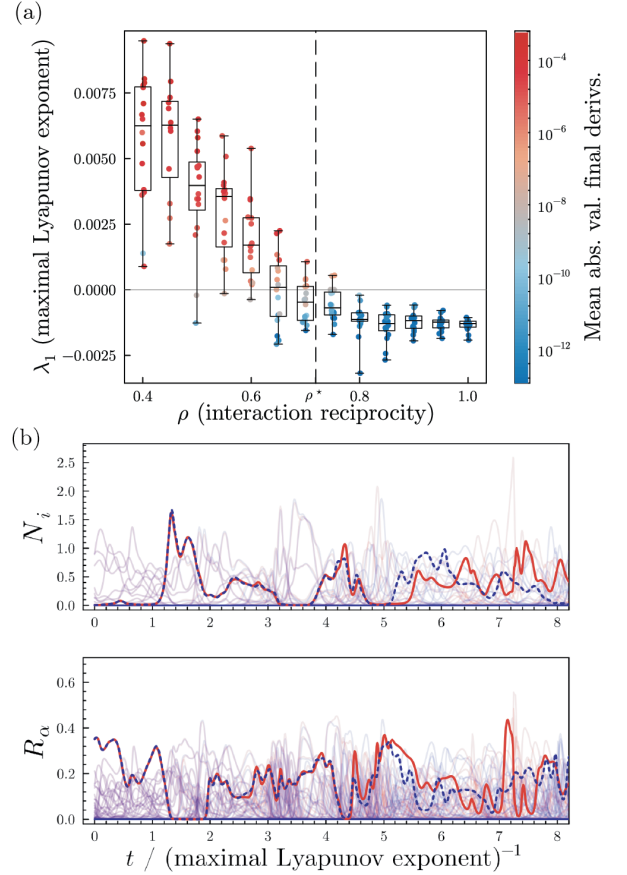 (a)
λ₁ (maximal Lyapunov exponent)
0.0075
0.0050
0.0025
0.0000
−0.0025
0.4
0.6
ρ*
0.8
1.0
ρ (interaction reciprocity)
10⁻⁴
10⁻⁶
10⁻⁸
10⁻¹⁰
10⁻¹²
Mean abs. val. final derivs.
(b)
N_i
2.5
2.0
1.5
1.0
0.5
0.0
0 1 2 3 4 5 6 7 8
R_α
0.6
0.4
0.2
0.0
0 1 2 3 4 5 6 7 8
t / (maximal Lyapunov exponent)⁻¹